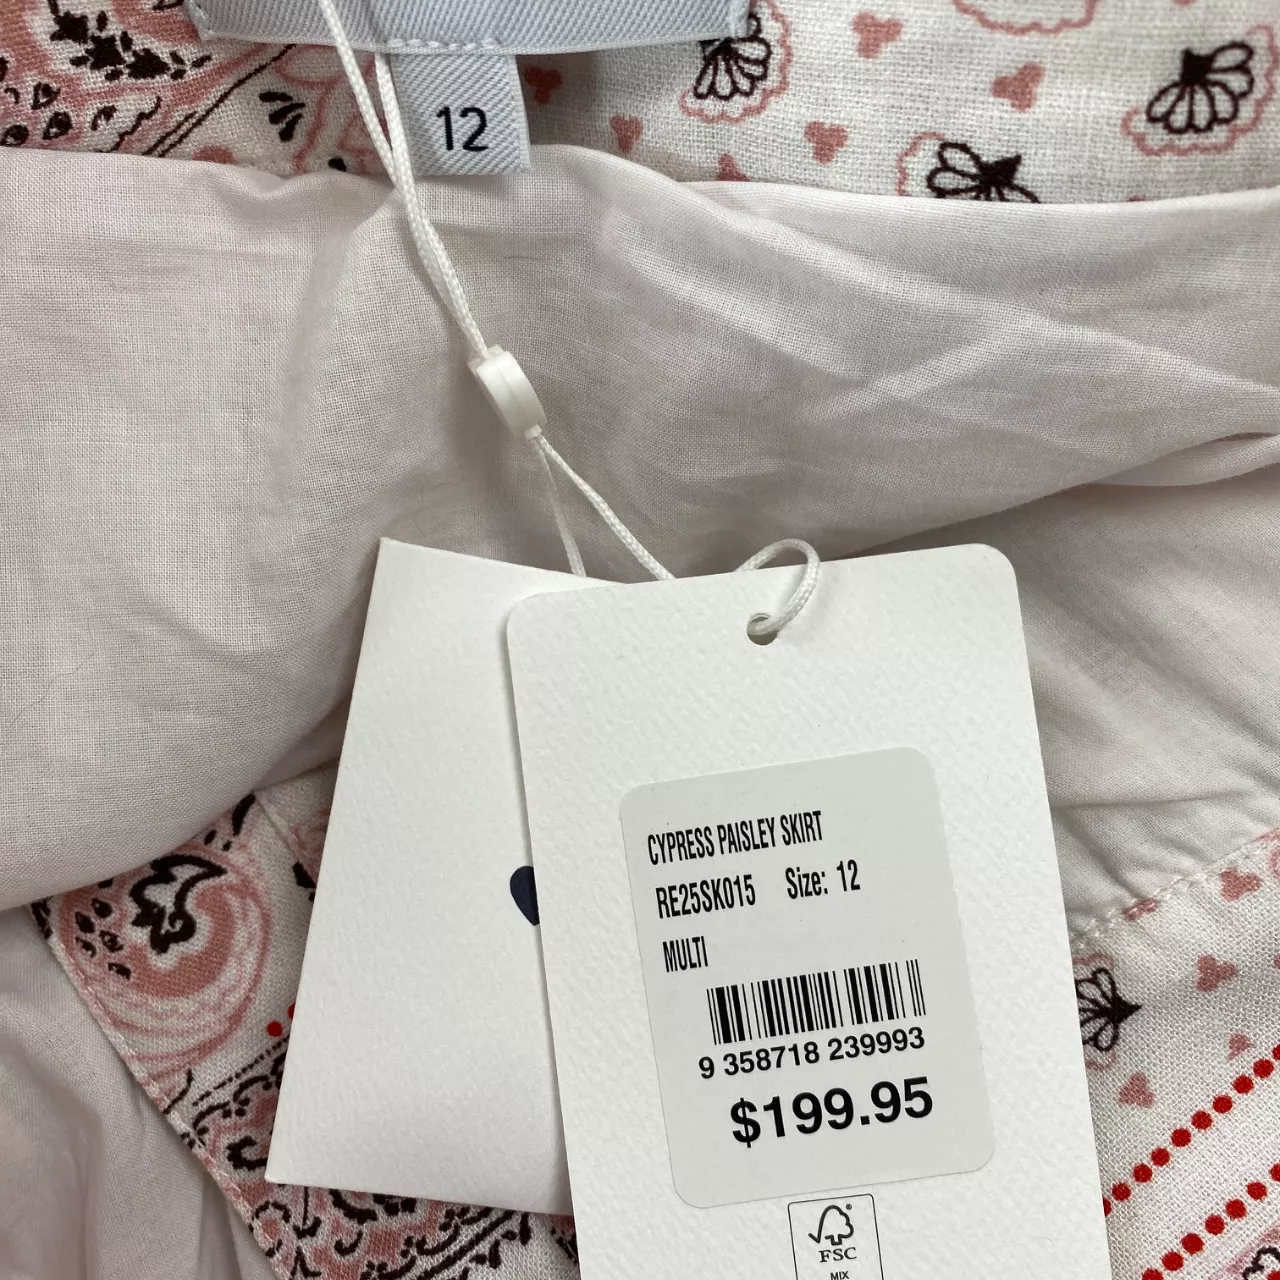 12
CYPRESS PAISLEY SKIRT
RE25SK015 Size: 12
MULTI
9 358718 239993
$199.95
FSC
MIX